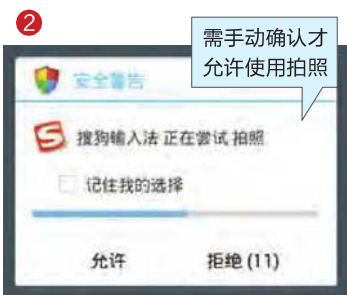 2
需手动确认才
允许使用拍照
安全警告
搜狗输入法 正在尝试 拍照
记住我的选择
允许
拒绝 (11)